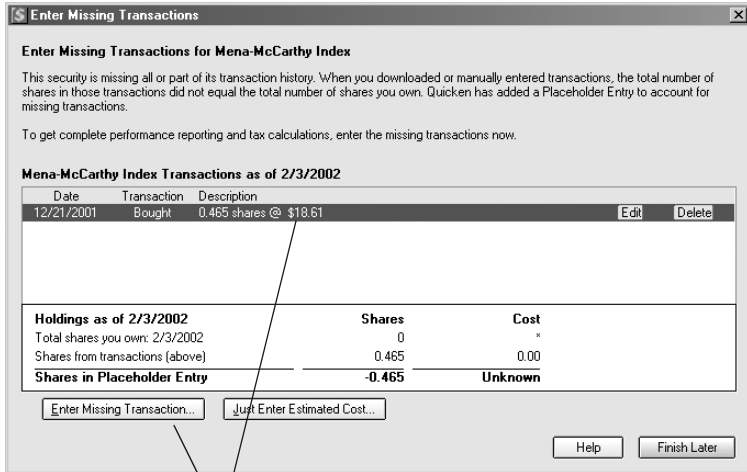 Enter Missing Transactions
Enter Missing Transactions for Mena-McCarthy Index
This security is missing all or part of its transaction history. When you downloaded or manually entered transactions, the total number of
shares in those transactions did not equal the total number of shares you own. Quicken has added a Placeholder Entry to account for
missing transactions.
To get complete performance reporting and tax calculations, enter the missing transactions now.
Mena-McCarthy Index Transactions as of 2/3/2002
Date Transaction Description
12/21/2001 Bought 0.465 shares @ $18.61 Edit Delete
Holdings as of 2/3/2002 Shares Cost
Total shares you own: 2/3/2002 0 *
Shares from transactions (above) 0.465 0.00
Shares in Placeholder Entry -0.465 Unknown
Enter Missing Transaction... Just Enter Estimated Cost...
Help Finish Later